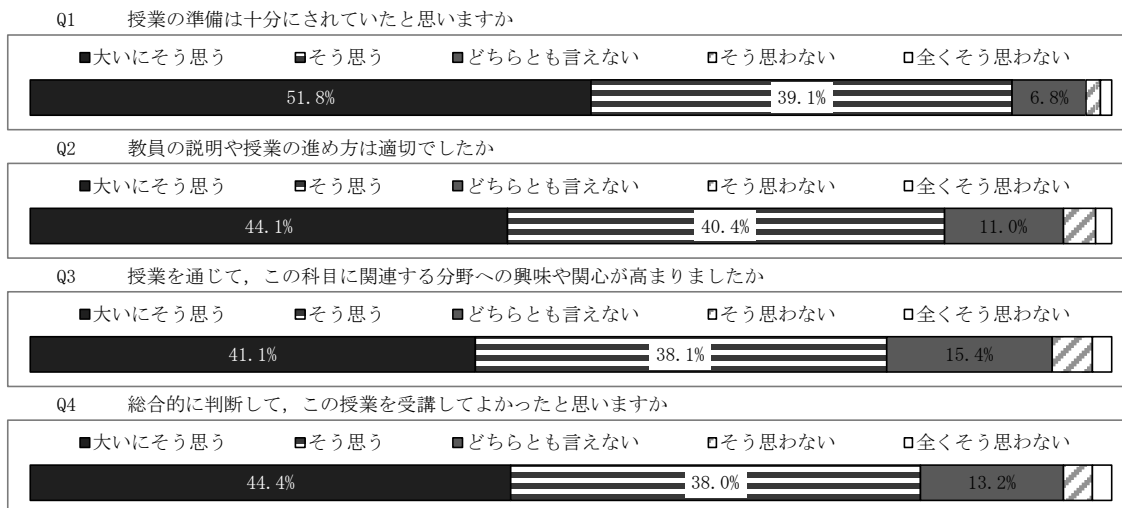 Q1 授業の準備は十分にされていたと思いますか
■大いにそう思う ■そう思う ■どちらとも言えない □そう思わない □全くそう思わない
51.8% 39.1% 6.8%
Q2 教員の説明や授業の進め方は適切でしたか
■大いにそう思う ■そう思う ■どちらとも言えない □そう思わない □全くそう思わない
44.1% 40.4% 11.0%
Q3 授業を通じて，この科目に関連する分野への興味や関心が高まりましたか
■大いにそう思う ■そう思う ■どちらとも言えない □そう思わない □全くそう思わない
41.1% 38.1% 15.4%
Q4 総合的に判断して，この授業を受講してよかったと思いますか
■大いにそう思う ■そう思う ■どちらとも言えない □そう思わない □全くそう思わない
44.4% 38.0% 13.2%